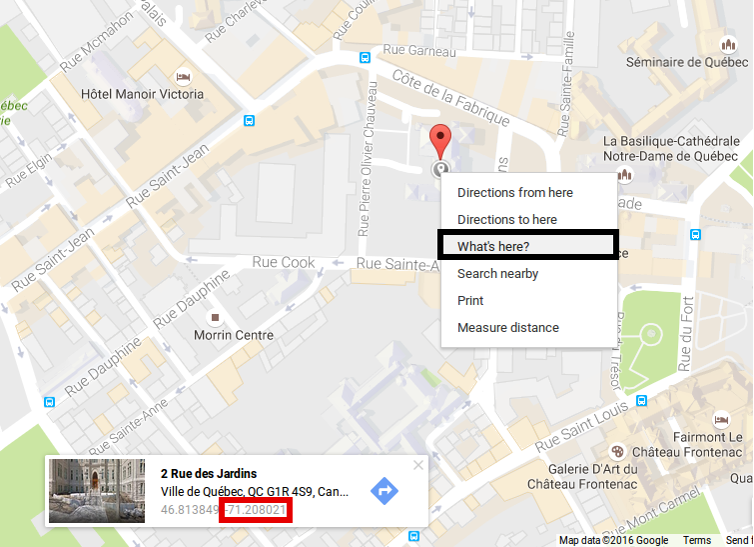 Rue Mcmahon
Palais
Rue Charlev
Rue Couil
Rue Garneau
Rue Sainte-Famille
Séminaire de Québec
Hôtel Manoir Victoria
Côte de la Fabrique
ébec
Rue Elgin
Rue Saint-Jean
Rue Pierre Olivier Chauveau
La Basilique-Cathédrale
Notre-Dame de Québec
ade
Directions from here
Directions to here
What's here?
Search nearby
Print
Measure distance
Rue Saint-Jean
Rue Cook
Rue Sainte-A
Rue Dauphine
Morrin Centre
Rue du Fort
Rue Dauphine
Rue Sainte-Anne
Rue Saint Louis
Fairmont Le
Château Frontenac
Galerie D'Art du
Château Frontenac
Rue Mont Carmel
Qua
2 Rue des Jardins
Ville de Québec, QC G1R 4S9, Can...
46.813849, -71.208021
Map data ©2016 Google Terms Send f